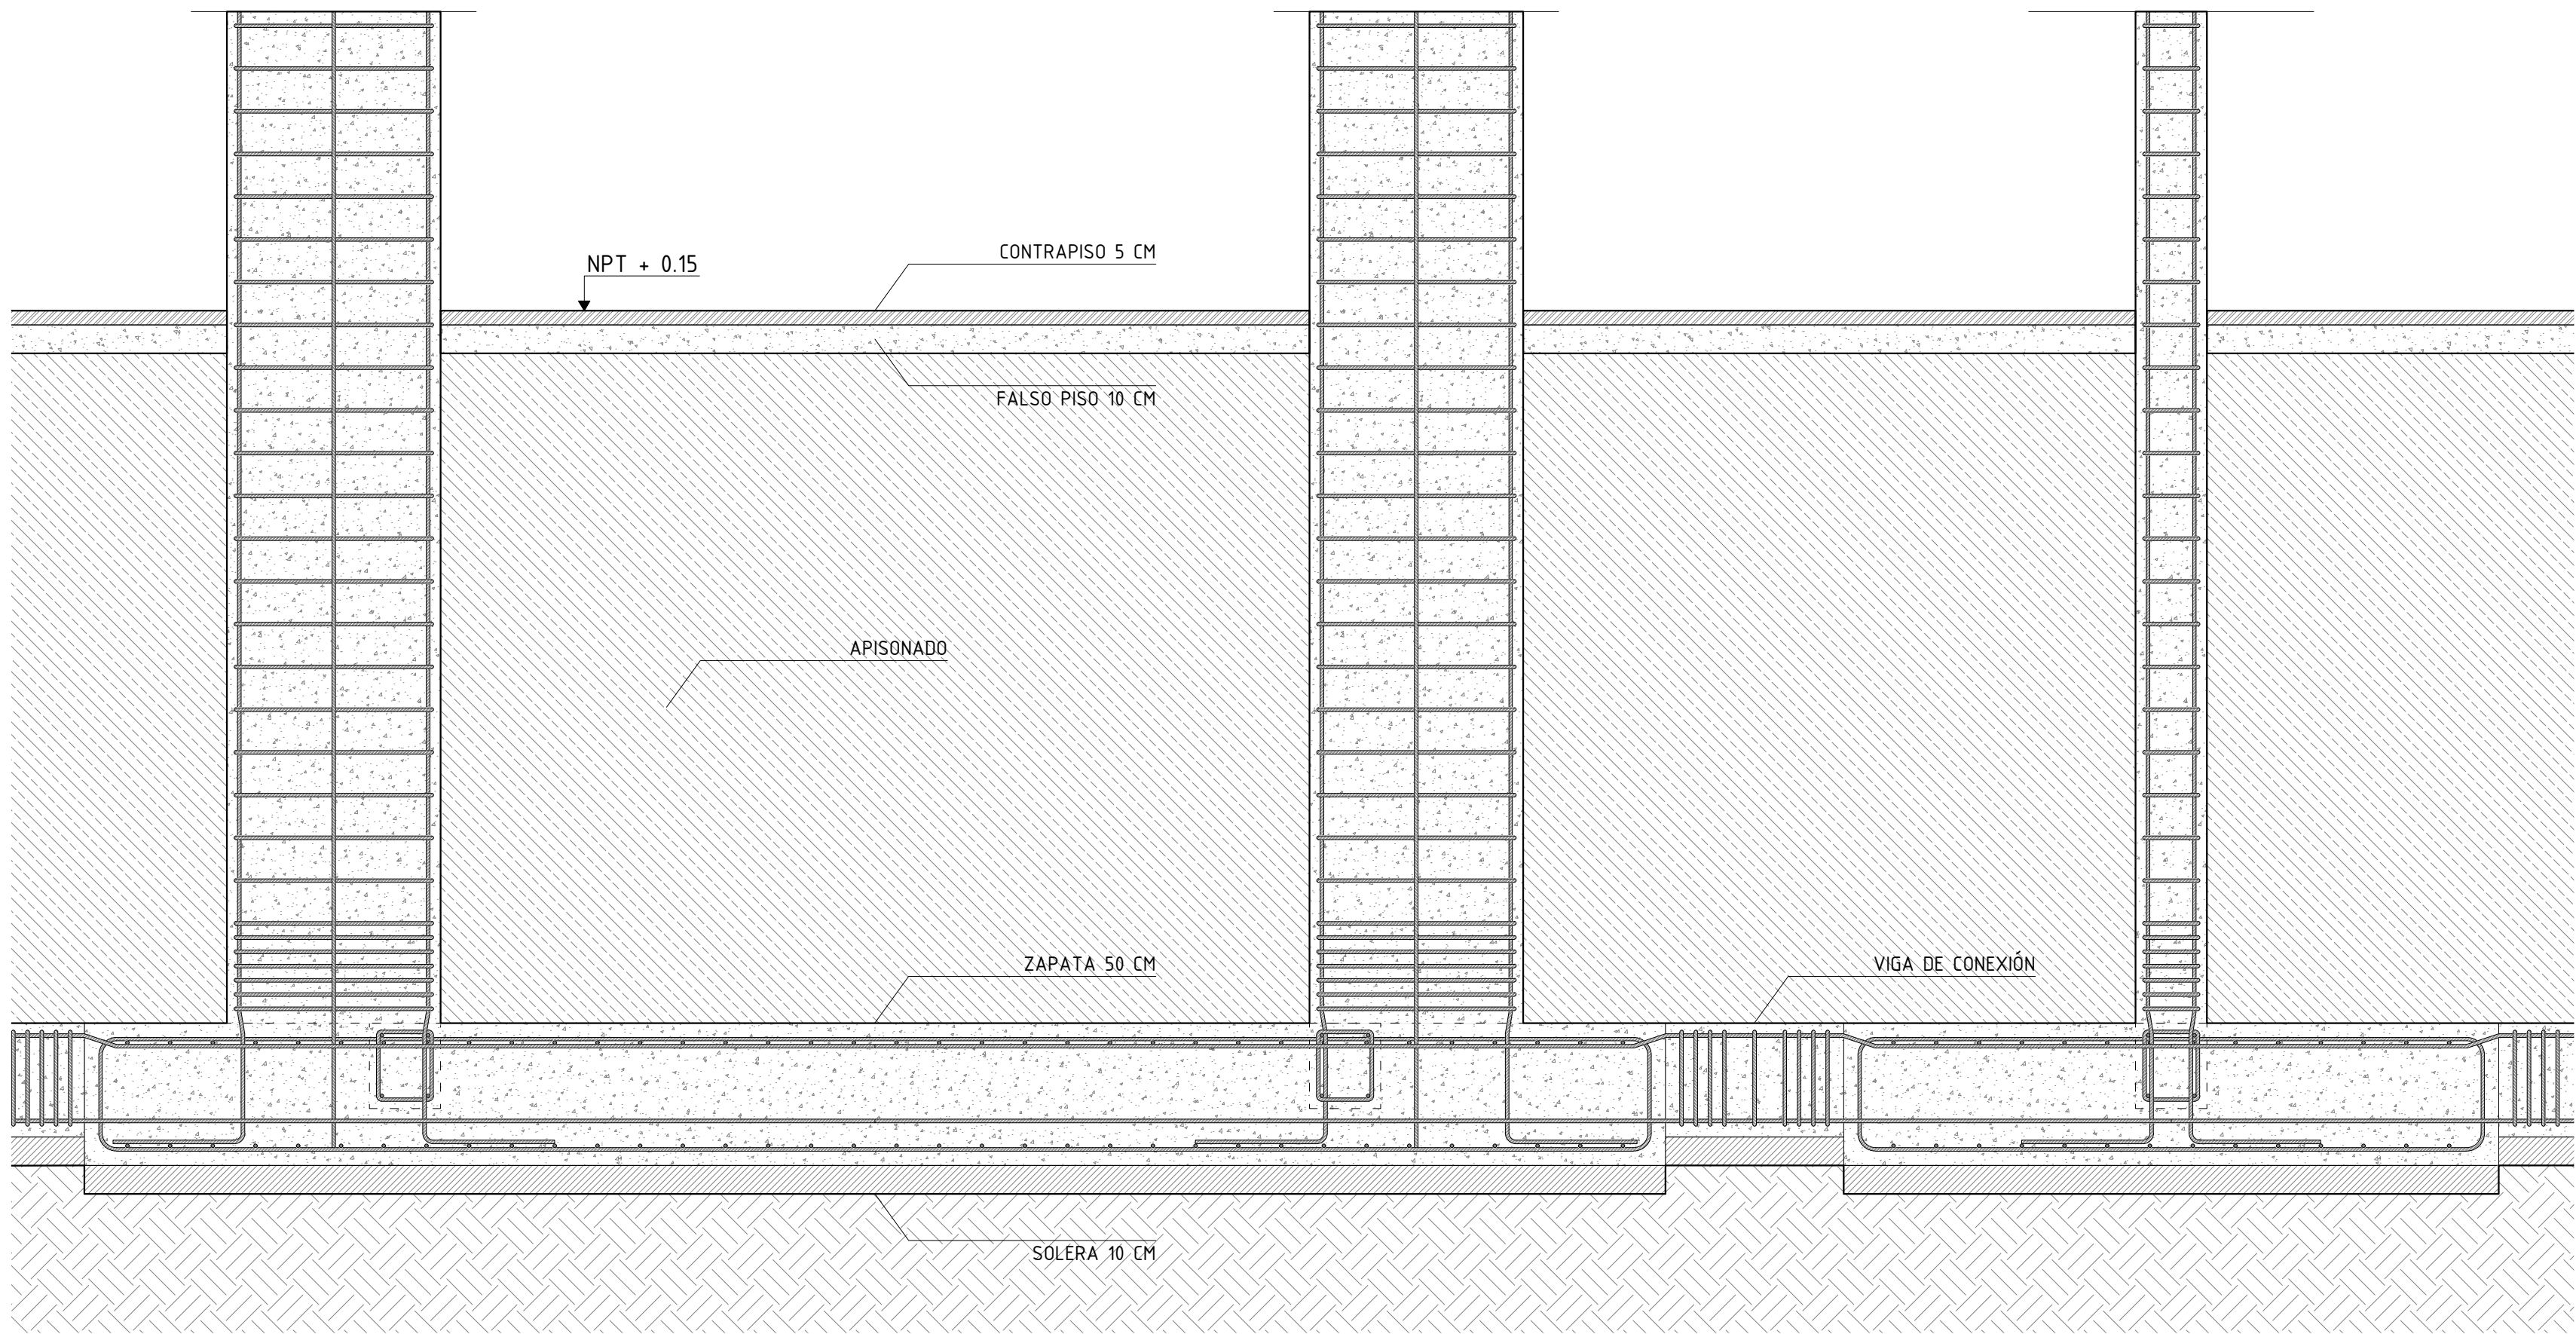 CONTRAPISO 5 CM
NPT + 0.15
FALSO PISO 10 CM
APISONADO
ZAPATA 50 CM
VIGA DE CONEXIÓN
SOLERA 10 CM